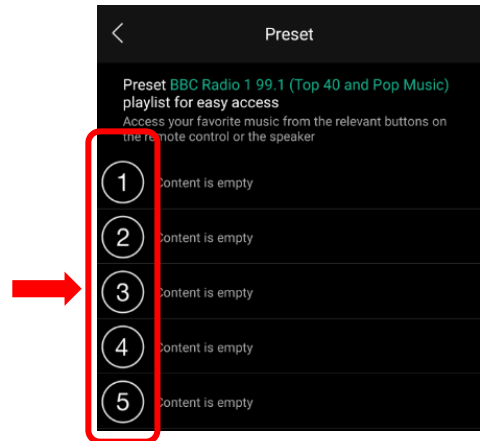 Preset
Preset BBC Radio 1 99.1 (Top 40 and Pop Music)
playlist for easy access
Access your favorite music from the relevant buttons on
the remote control or the speaker
1 Content is empty
2 Content is empty
3 Content is empty
4 Content is empty
5 Content is empty